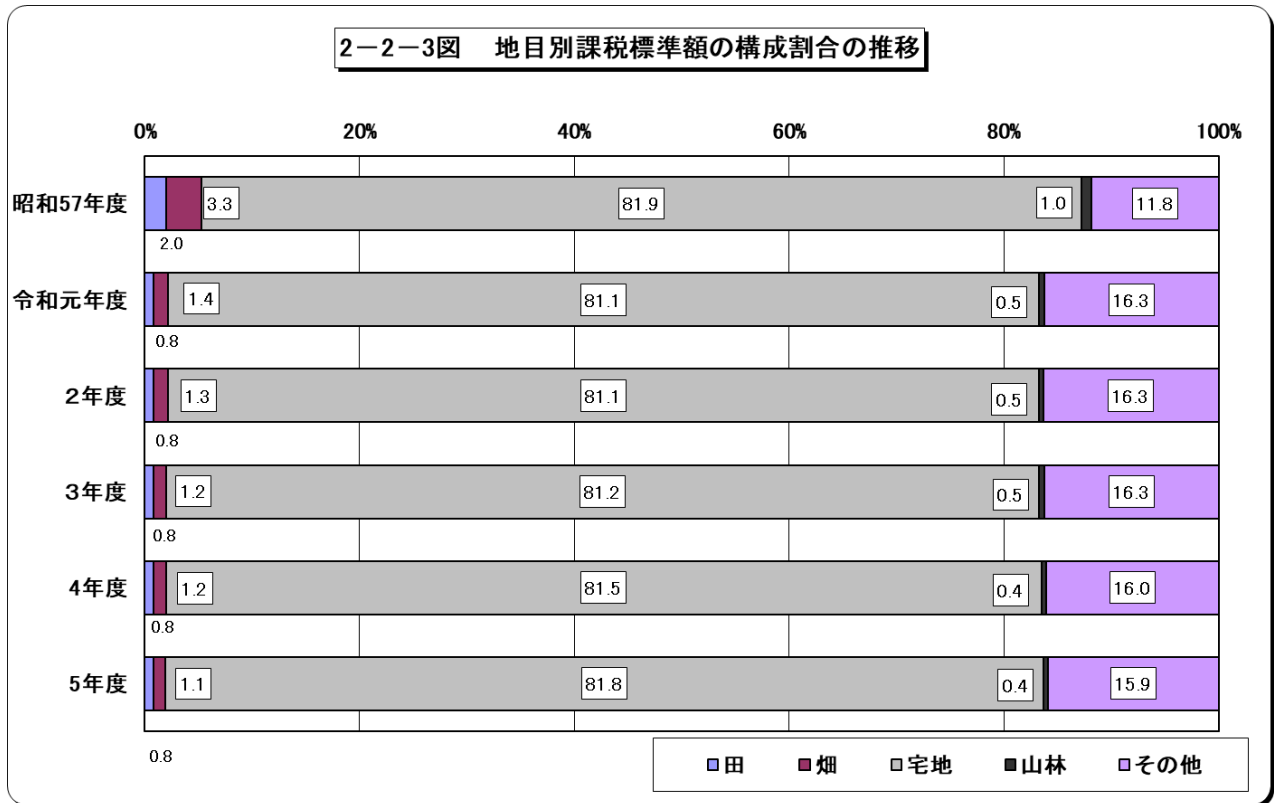 2－2－3図　地目別課税標準額の構成割合の推移
0% 20% 40% 60% 80% 100%
昭和57年度 3.3 81.9 1.0 11.8
2.0
令和元年度 1.4 81.1 0.5 16.3
0.8
2年度 1.3 81.1 0.5 16.3
0.8
3年度 1.2 81.2 0.5 16.3
0.8
4年度 1.2 81.5 0.4 16.0
0.8
5年度 1.1 81.8 0.4 15.9
0.8
田 畑 宅地 山林 その他